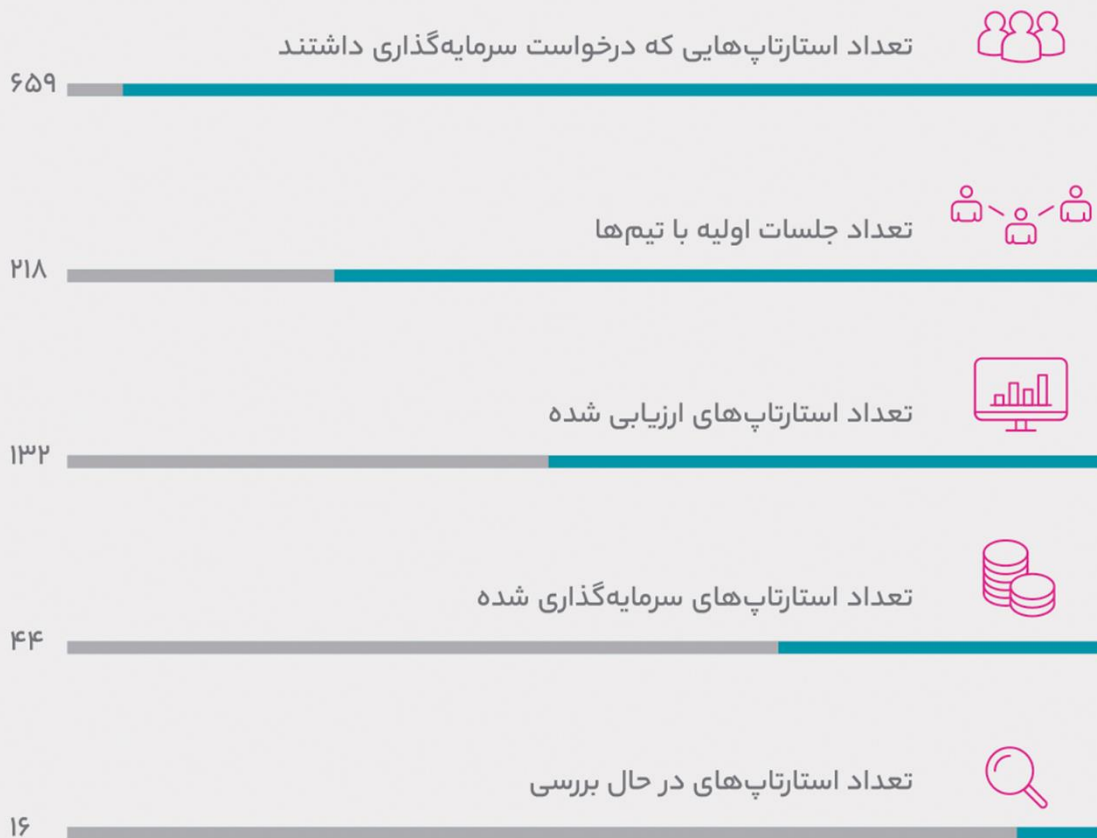 تعداد استارتاپ‌هایی که درخواست سرمایه‌گذاری داشتند
۶۵۹
تعداد جلسات اولیه با تیم‌ها
۲۱۸
تعداد استارتاپ‌های ارزیابی شده
۱۳۲
تعداد استارتاپ‌های سرمایه‌گذاری شده
۴۴
تعداد استارتاپ‌های در حال بررسی
۱۶